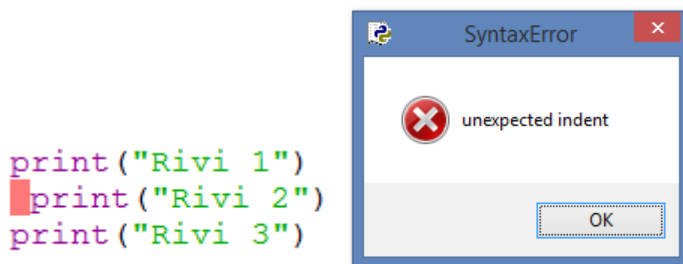 SyntaxError
unexpected indent
OK
print("Rivi 1")
 print("Rivi 2")
print("Rivi 3")